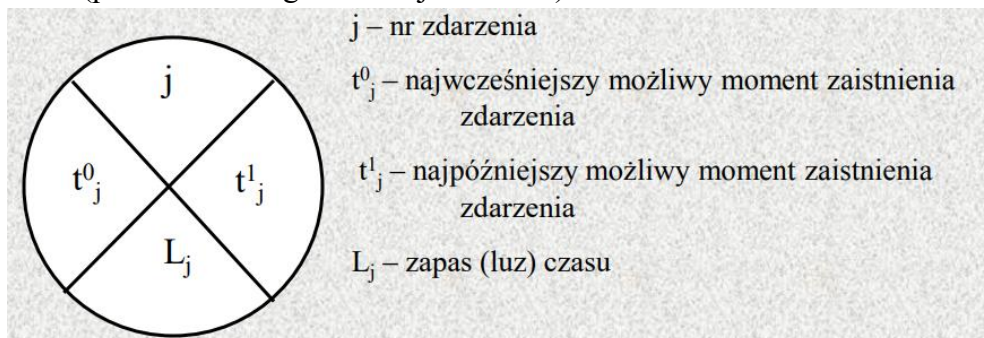 j – nr zdarzenia
t⁰ⱼ – najwcześniejszy możliwy moment zaistnienia
zdarzenia
t¹ⱼ – najpóźniejszy możliwy moment zaistnienia
zdarzenia
Lⱼ – zapas (luz) czasu
j
t⁰ⱼ
t¹ⱼ
Lⱼ